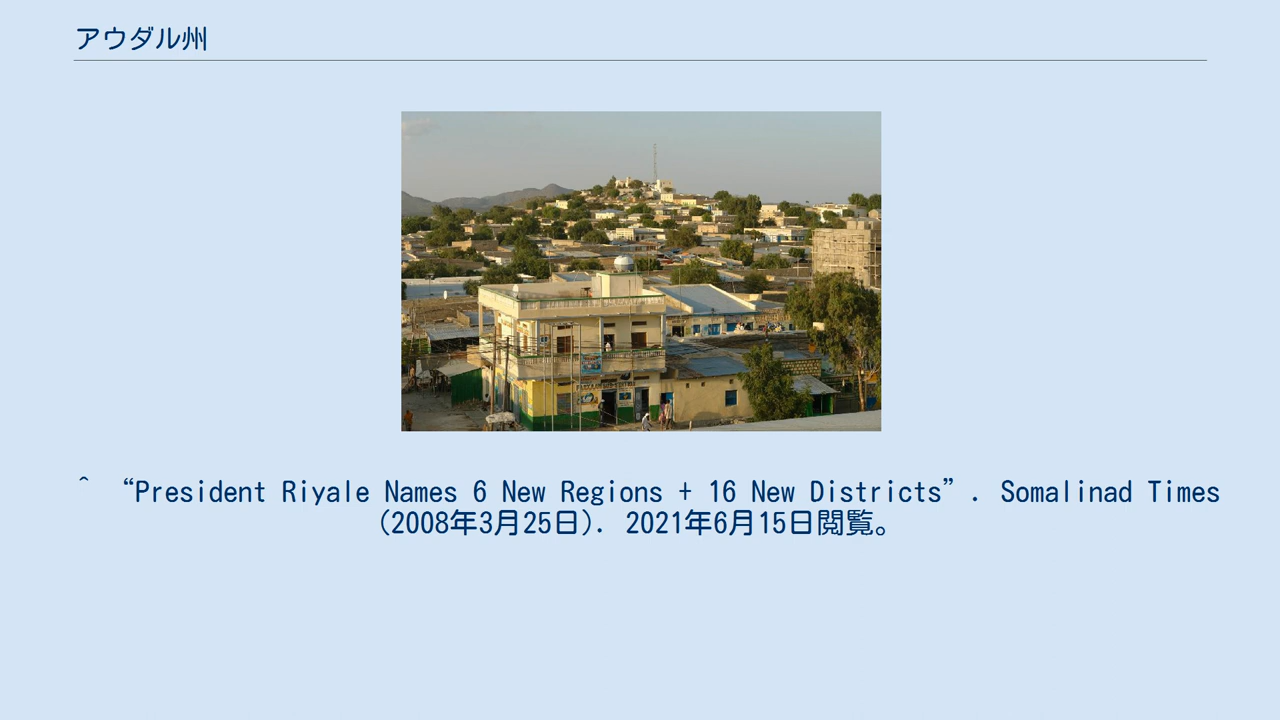 アウダル州
^ “President Riyale Names 6 New Regions + 16 New Districts”. Somalinad Times
(2008年3月25日). 2021年6月15日閲覧。